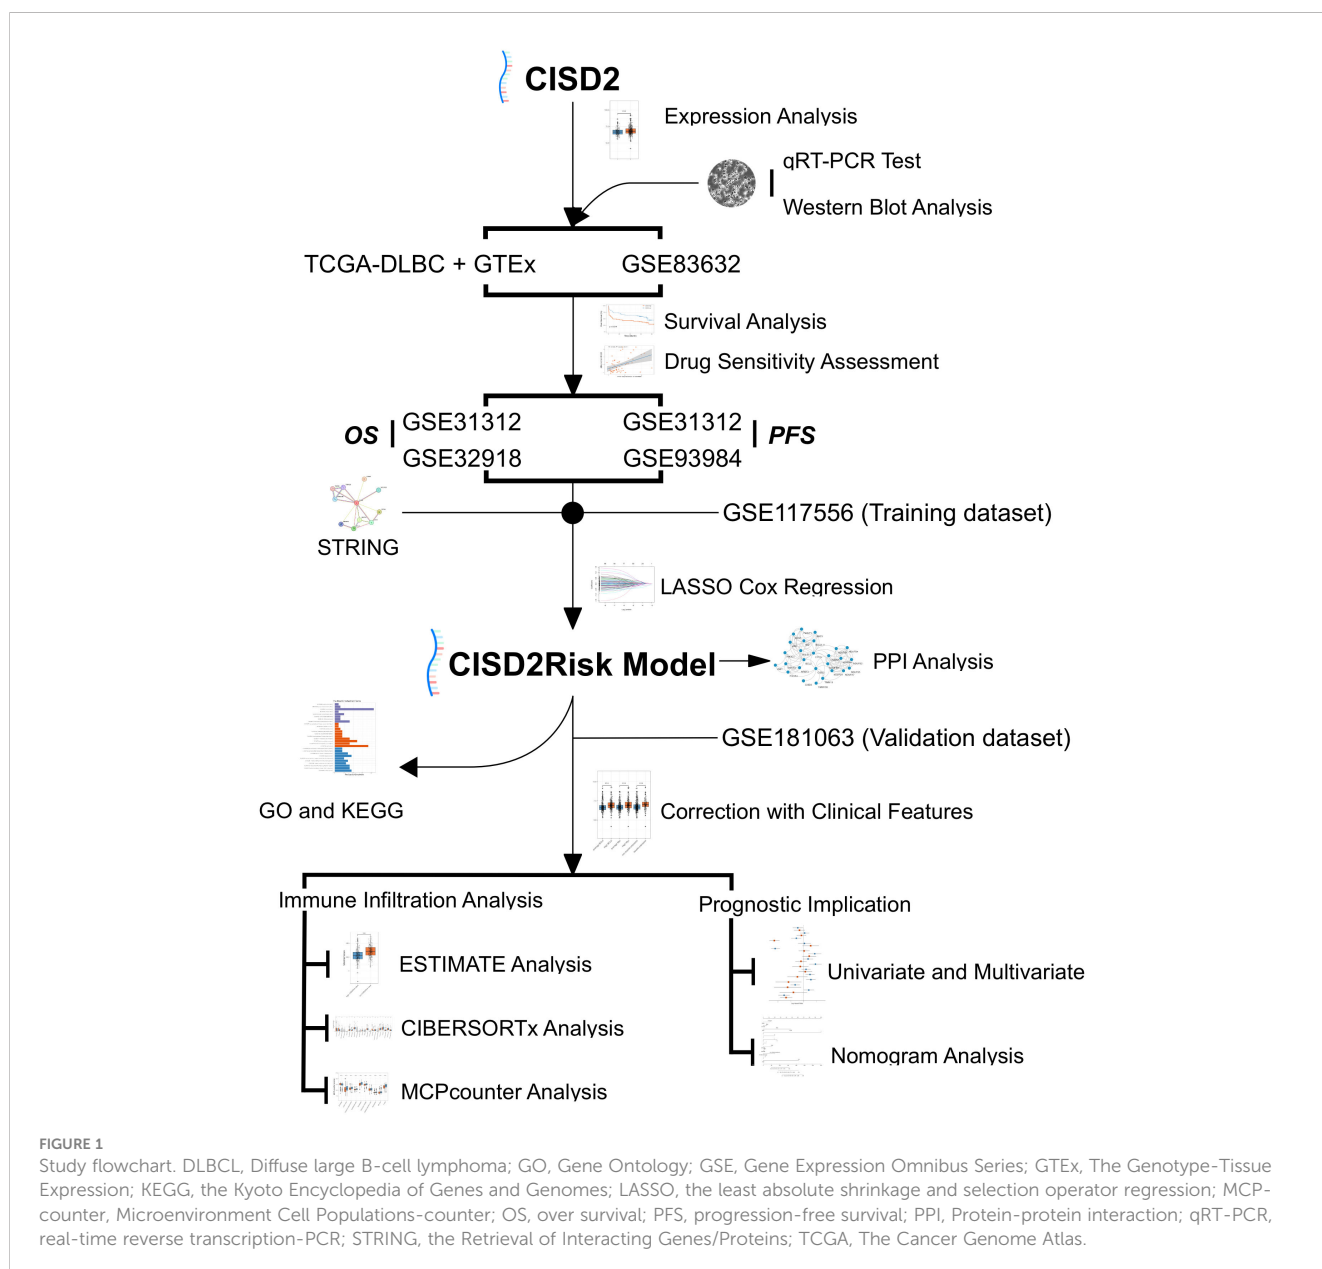 CISD2
Expression Analysis
qRT-PCR Test
Western Blot Analysis
TCGA-DLBC + GTEx
GSE83632
Survival Analysis
Drug Sensitivity Assessment
OS
GSE31312
GSE32918
GSE31312
GSE93984
PFS
STRING
GSE117556 (Training dataset)
LASSO Cox Regression
CISD2Risk Model
PPI Analysis
GSE181063 (Validation dataset)
GO and KEGG
Correction with Clinical Features
Immune Infiltration Analysis
Prognostic Implication
ESTIMATE Analysis
Univariate and Multivariate
CIBERSORTx Analysis
Nomogram Analysis
MCPcounter Analysis
FIGURE 1
Study flowchart. DLBCL, Diffuse large B-cell lymphoma; GO, Gene Ontology; GSE, Gene Expression Omnibus Series; GTEx, The Genotype-Tissue
Expression; KEGG, the Kyoto Encyclopedia of Genes and Genomes; LASSO, the least absolute shrinkage and selection operator regression; MCP-
counter, Microenvironment Cell Populations-counter; OS, over survival; PFS, progression-free survival; PPI, Protein-protein interaction; qRT-PCR,
real-time reverse transcription-PCR; STRING, the Retrieval of Interacting Genes/Proteins; TCGA, The Cancer Genome Atlas.